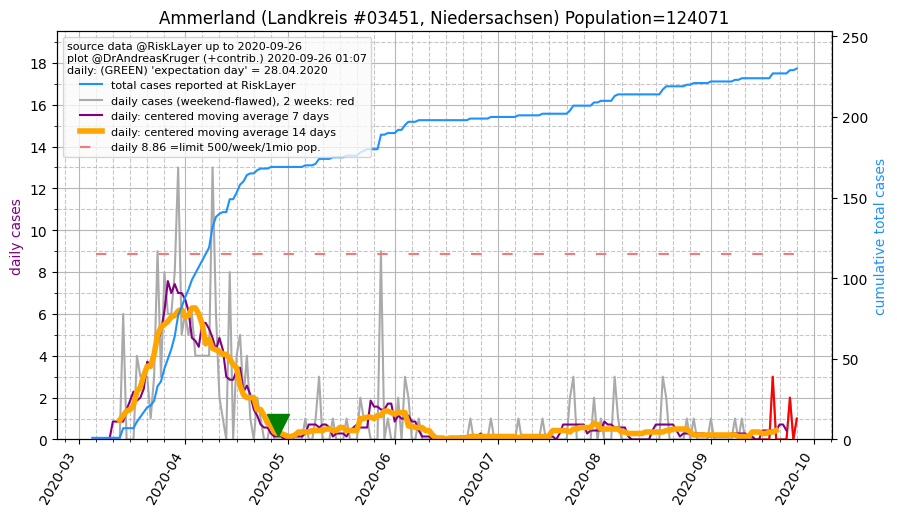 Ammerland (Landkreis #03451, Niedersachsen) Population=124071
source data @RiskLayer up to 2020-09-26
plot @DrAndreasKruger (+contrib.) 2020-09-26 01:07
daily: (GREEN) 'expectation day' = 28.04.2020
total cases reported at RiskLayer
daily cases (weekend-flawed), 2 weeks: red
daily: centered moving average 7 days
daily: centered moving average 14 days
daily 8.86 =limit 500/week/1mio pop.
daily cases
18
16
14
12
10
8
6
4
2
0
250
200
150
100
50
0
cumulative total cases
2020-03
2020-04
2020-05
2020-06
2020-07
2020-08
2020-09
2020-10